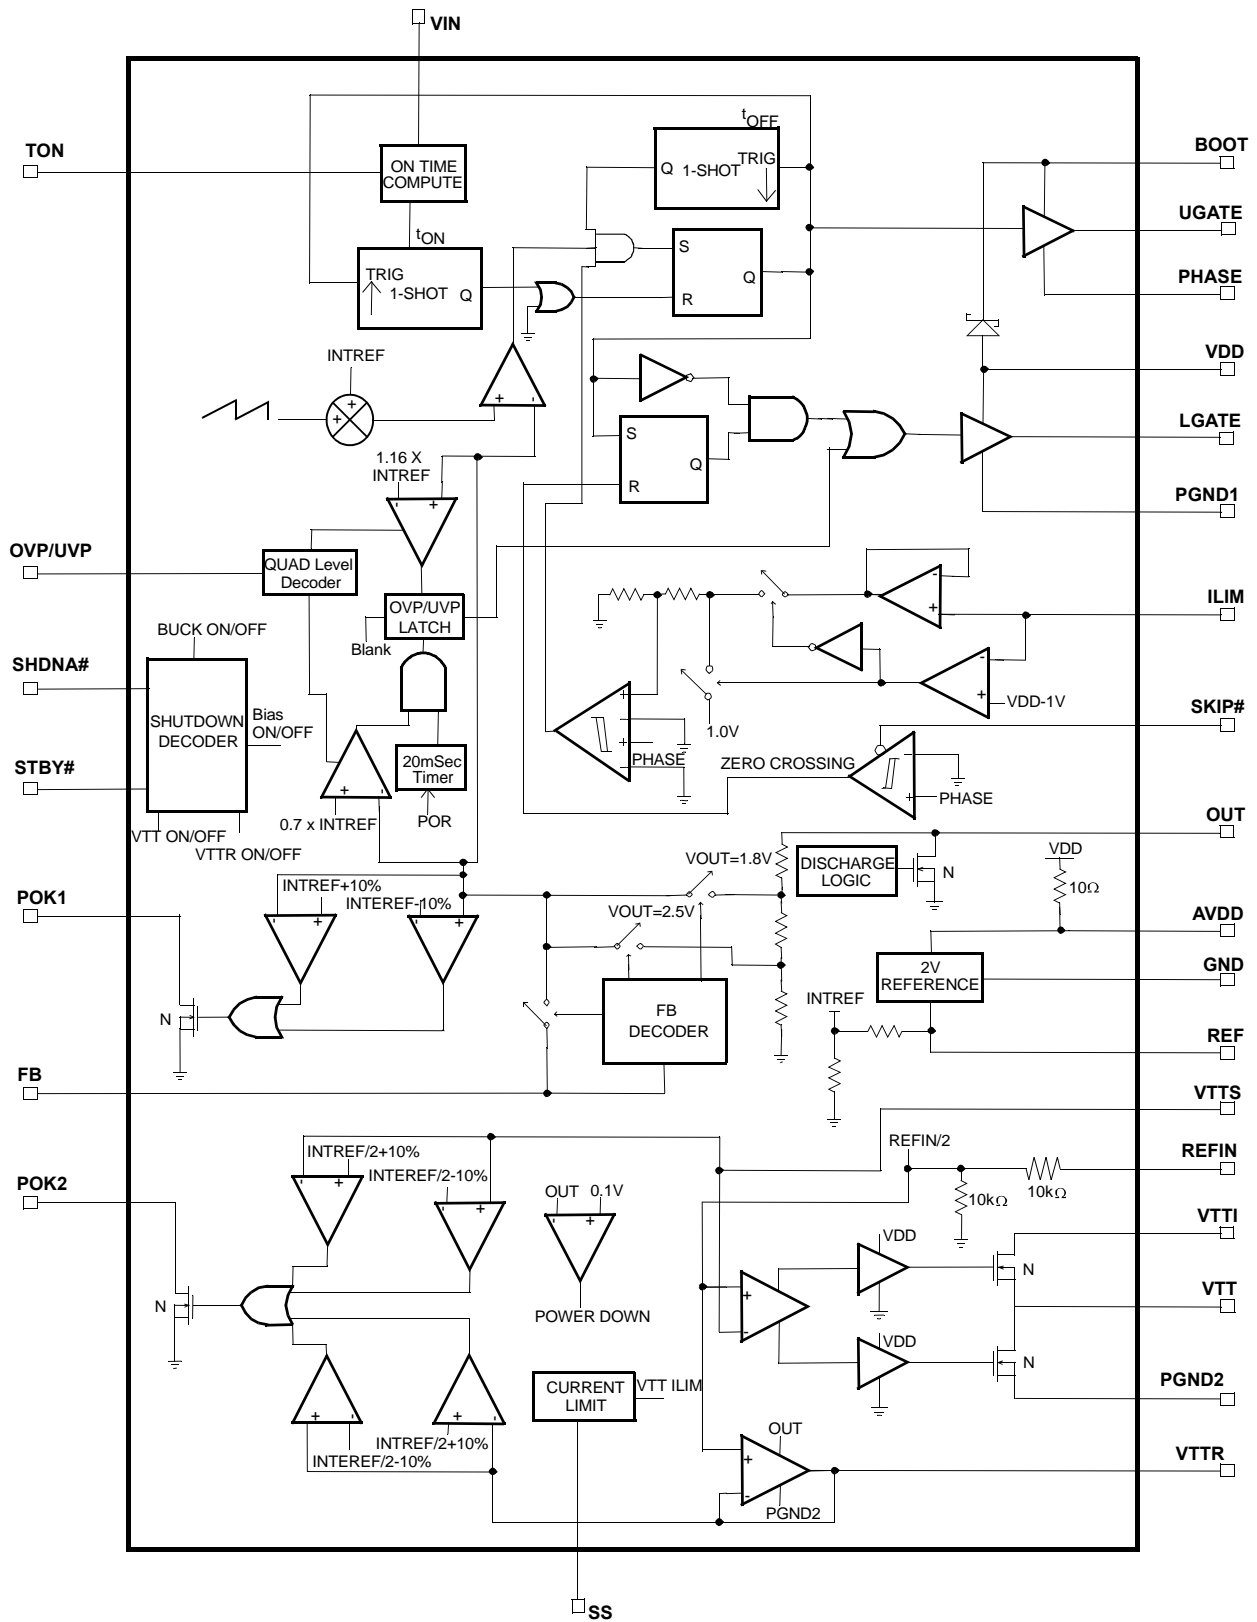 VIN
tOFF
TON
BOOT
ON TIME
COMPUTE
Q
1-SHOT
TRIG
tON
UGATE
TRIG
1-SHOT
Q
S
Q
R
PHASE
INTREF
+
+
+
-
VDD
S
Q
R
LGATE
1.16 X
INTREF
-
+
PGND1
OVP/UVP
QUAD Level
Decoder
-
+
ILIM
OVP/UVP
LATCH
Blank
BUCK ON/OFF
SHDNA#
-
+
VDD-1V
SHUTDOWN
DECODER
Bias
ON/OFF
+
-
+
-
1.0V
PHASE
SKIP#
ZERO CROSSING
-
+
PHASE
STBY#
20mSec
Timer
+
-
0.7 x INTREF
POR
OUT
VTT ON/OFF
VTTR ON/OFF
VOUT=1.8V
DISCHARGE
LOGIC
N
VDD
10Ω
POK1
INTREF+10%
INTEREF-10%
-
+
-
+
VOUT=2.5V
AVDD
2V
REFERENCE
GND
FB
DECODER
INTREF
N
REF
FB
VTTS
INTREF/2+10%
INTEREF/2-10%
REFIN/2
REFIN
10kΩ
10kΩ
POK2
-
+
-
+
OUT
0.1V
-
+
VTTI
VDD
N
+
-
VTT
N
POWER DOWN
VDD
N
PGND2
CURRENT
LIMIT
VTT ILIM
+
-
+
-
INTREF/2+10%
INTEREF/2-10%
OUT
+
-
PGND2
VTTR
SS